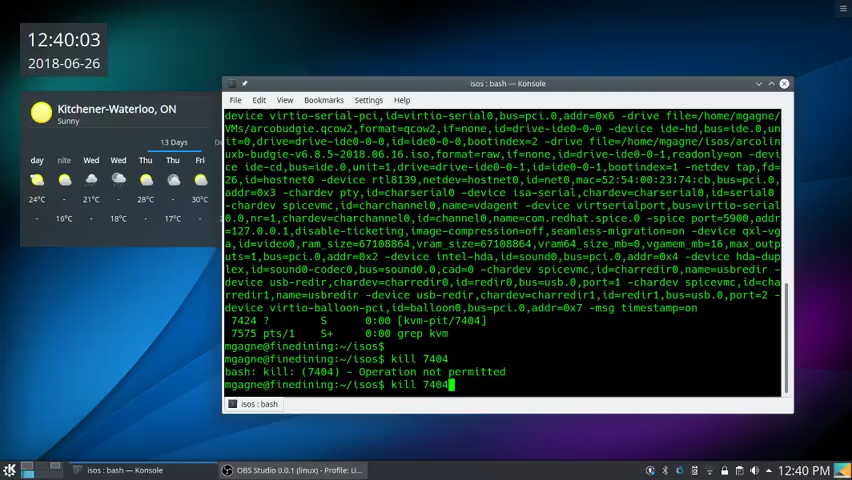 12:40:03
2018-06-26
Kitchener-Waterloo, ON
Sunny
13 Days
day nite Wed Wed Thu Thu Fri
24°C - 21°C - 28°C - 30°C
- 16°C - 18°C - 17°C -
isos : bash — Konsole
File Edit View Bookmarks Settings Help
device virtio-serial-pci,id=virtio-serial0,bus=pci.0,addr=0x6 -drive file=/home/mgagne/
VMs/arcobudgie.qcow2,format=qcow2,if=none,id=drive-ide0-0-0 -device ide-hd,bus=ide.0,un
it=0,drive=drive-ide0-0-0,id=ide0-0-0,bootindex=2 -drive file=/home/mgagne/isos/arcolin
uxb-budgie-v6.8.5-2018.06.16.iso,format=raw,if=none,id=drive-ide0-0-1,readonly=on -devi
ce ide-cd,bus=ide.0,unit=1,drive=drive-ide0-0-1,id=ide0-0-1,bootindex=1 -netdev tap,fd=
26,id=hostnet0 -device rtl8139,netdev=hostnet0,id=net0,mac=52:54:00:23:74:cb,bus=pci.0,
addr=0x3 -chardev pty,id=charserial0 -device isa-serial,chardev=charserial0,id=serial0
-chardev spicevmc,id=charchannel0,name=vdagent -device virtserialport,bus=virtio-serial
0.0,nr=1,chardev=charchannel0,id=channel0,name=com.redhat.spice.0 -spice port=5900,addr
=127.0.0.1,disable-ticketing,image-compression=off,seamless-migration=on -device qxl-vg
a,id=video0,ram_size=67108864,vram_size=67108864,vram64_size_mb=0,vgamem_mb=16,max_outp
uts=1,bus=pci.0,addr=0x2 -device intel-hda,id=sound0,bus=pci.0,addr=0x4 -device hda-dup
lex,id=sound0-codec0,bus=sound0.0,cad=0 -chardev spicevmc,id=charredir0,name=usbredir -
device usb-redir,chardev=charredir0,id=redir0,bus=usb.0,port=1 -chardev spicevmc,id=cha
rredir1,name=usbredir -device usb-redir,chardev=charredir1,id=redir1,bus=usb.0,port=2 -
device virtio-balloon-pci,id=balloon0,bus=pci.0,addr=0x7 -msg timestamp=on
7424 ? S 0:00 [kvm-pit/7404]
7575 pts/1 S+ 0:00 grep kvm
mgagne@finedining:~/isos$
mgagne@finedining:~/isos$ kill 7404
bash: kill: (7404) - Operation not permitted
mgagne@finedining:~/isos$ kill 7404
isos : bash
isos : bash — Konsole
OBS Studio 0.0.1 (linux) - Profile: U...
12:40 PM